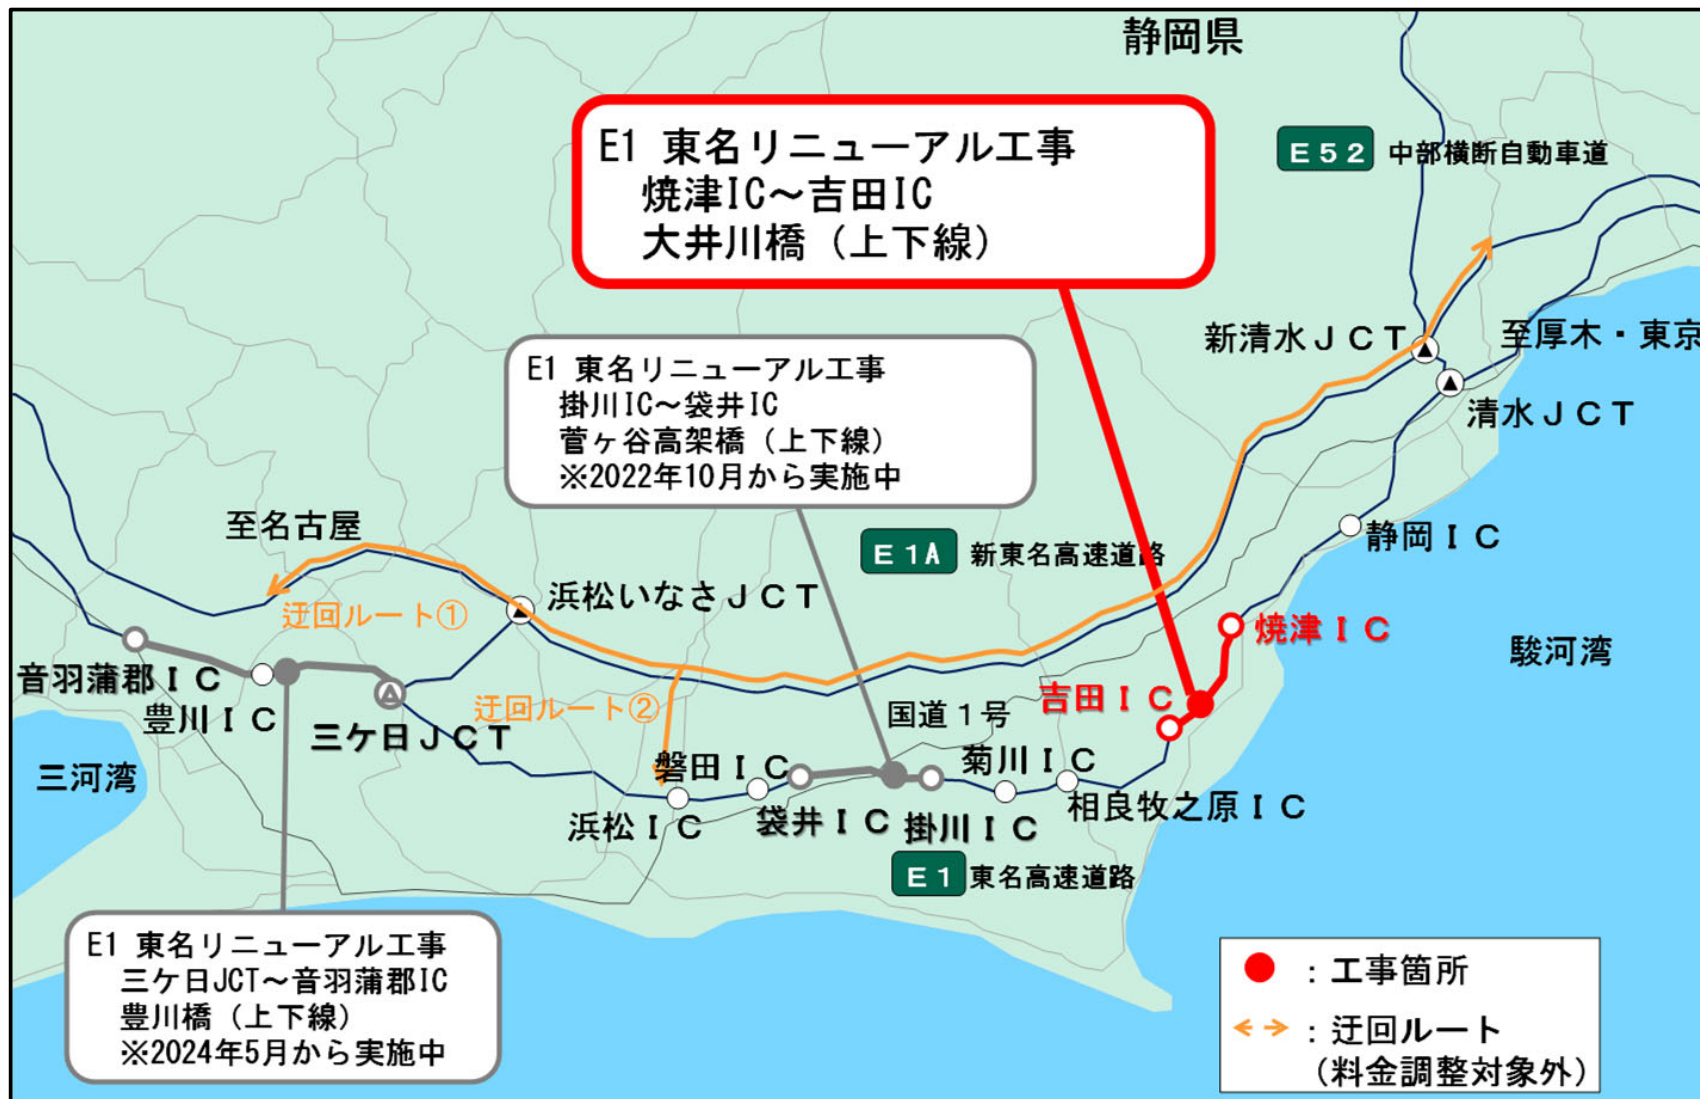 静岡県
E1 東名リニューアル工事
焼津IC～吉田IC
大井川橋（上下線）
E52 中部横断自動車道
E1 東名リニューアル工事
掛川IC～袋井IC
菅ヶ谷高架橋（上下線）
※2022年10月から実施中
新清水ＪＣＴ
至厚木・東京
清水ＪＣＴ
至名古屋
E1A 新東名高速道路
静岡ＩＣ
迂回ルート①
浜松いなさＪＣＴ
焼津ＩＣ
駿河湾
音羽蒲郡ＩＣ
豊川ＩＣ
三ケ日ＪＣＴ
迂回ルート②
吉田ＩＣ
国道１号
三河湾
磐田ＩＣ
菊川ＩＣ
相良牧之原ＩＣ
浜松ＩＣ
袋井ＩＣ
掛川ＩＣ
E1 東名高速道路
E1 東名リニューアル工事
三ケ日JCT～音羽蒲郡IC
豊川橋（上下線）
※2024年5月から実施中
：工事箇所
：迂回ルート
（料金調整対象外）